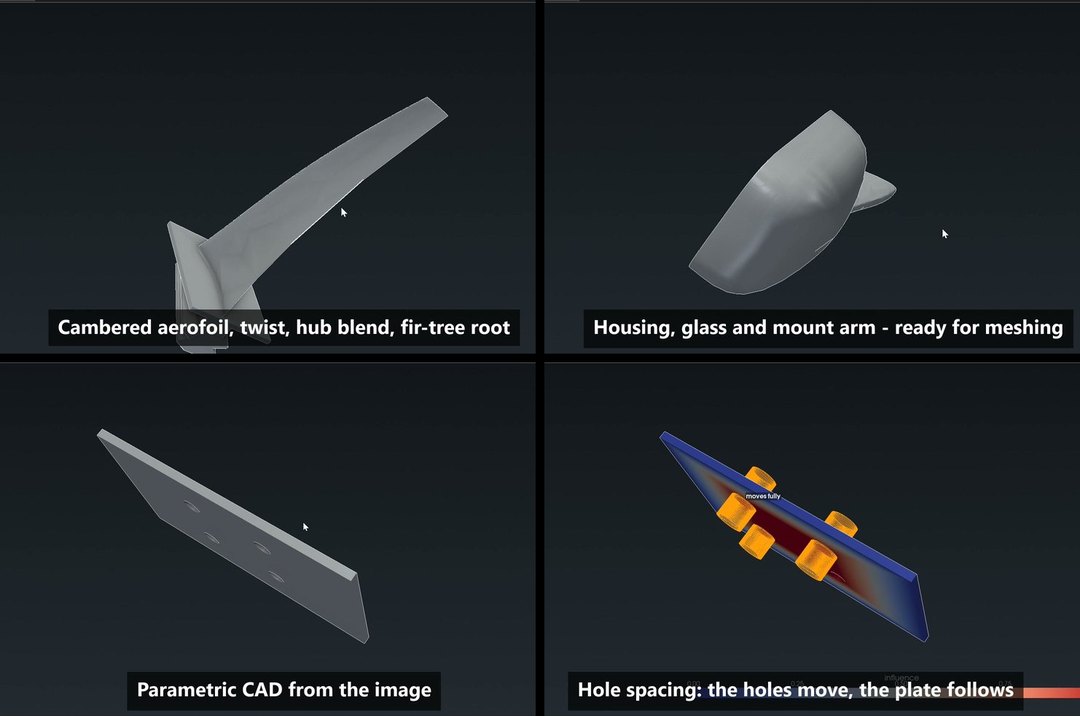 Cambered aerofoil, twist, hub blend, fir-tree root
Housing, glass and mount arm - ready for meshing
moves fully
Parametric CAD from the image
influence
Hole spacing: the holes move, the plate follows